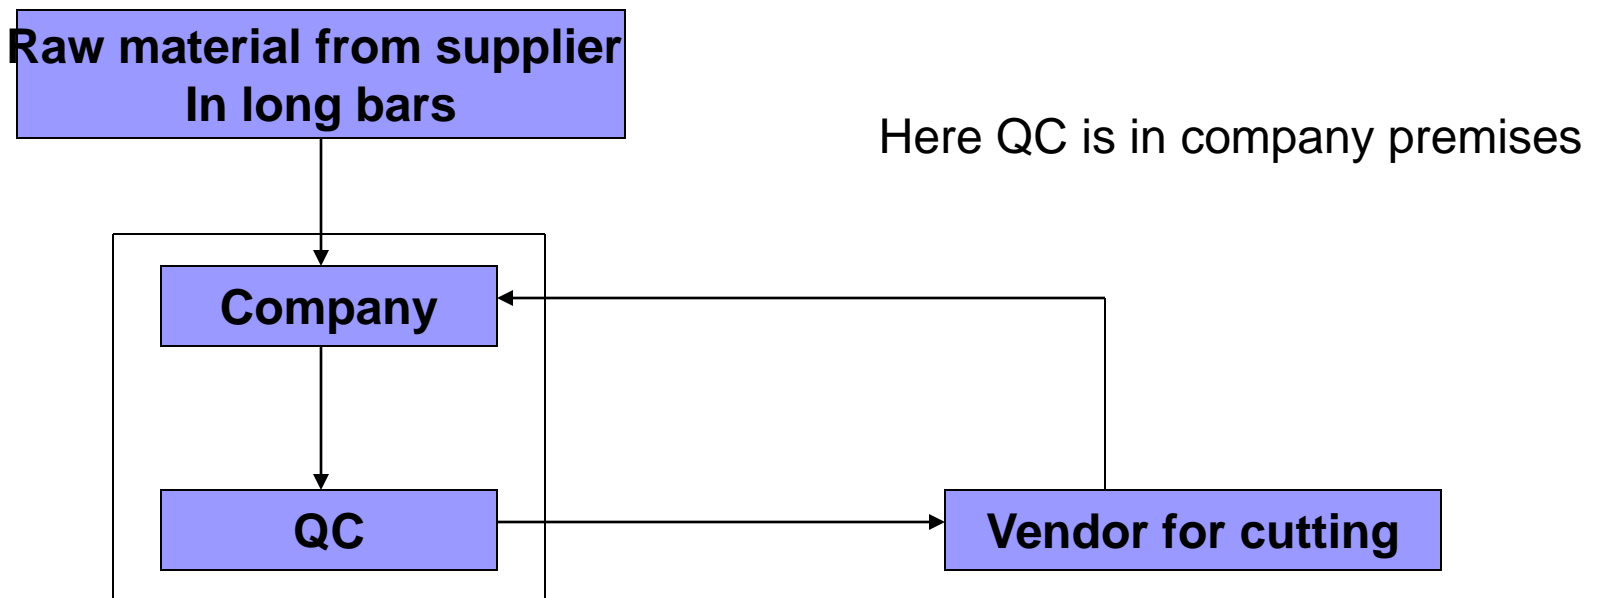 Raw material from supplier
In long bars
Here QC is in company premises
Company
QC
Vendor for cutting